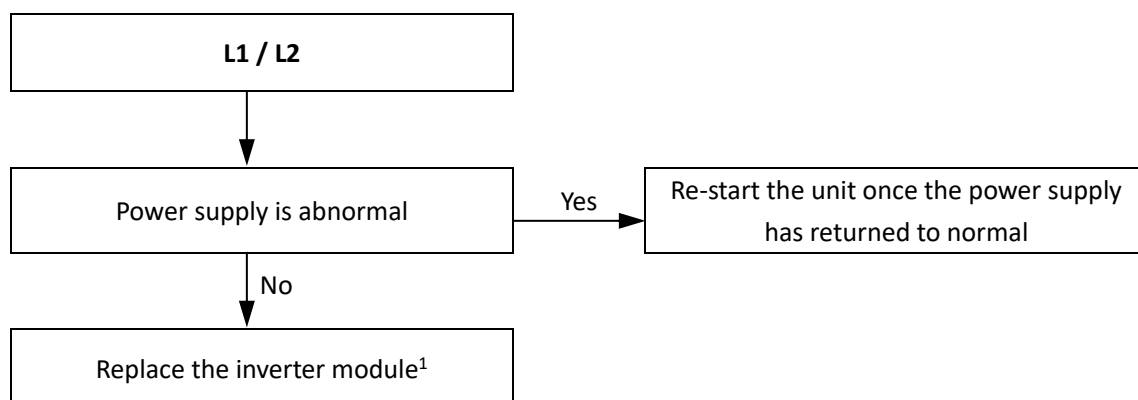 L1 / L2
Power supply is abnormal
Yes
Re-start the unit once the power supply
has returned to normal
No
Replace the inverter module¹